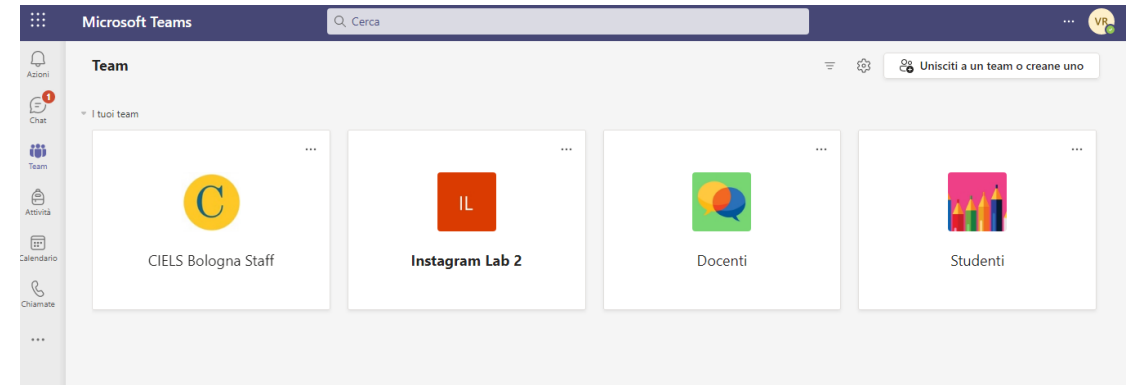 Microsoft Teams
Cerca
VR
Azioni
1
Chat
Team
Attività
Calendario
Chiamate
Team
Unisciti a un team o creane uno
I tuoi team
C
CIELS Bologna Staff
IL
Instagram Lab 2
Docenti
Studenti